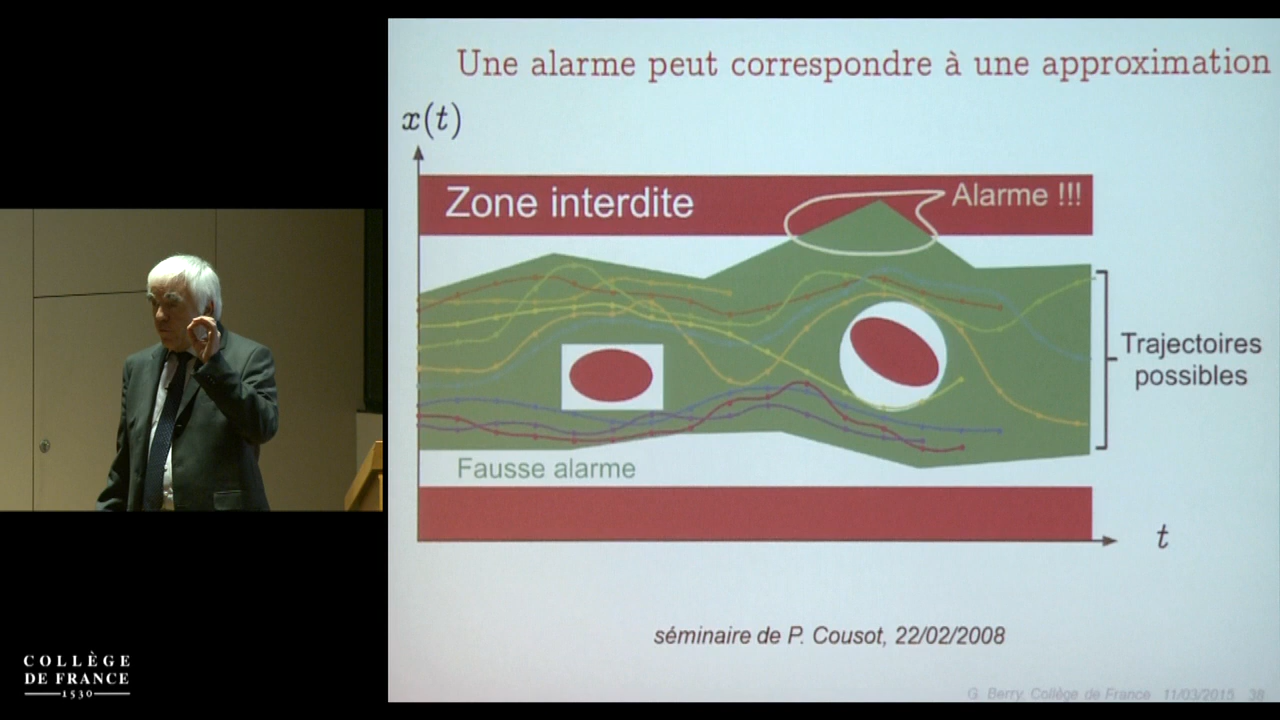 Une alarme peut correspondre à une approximation
x(t)
Zone interdite
Alarme !!!
Trajectoires
possibles
Fausse alarme
t
séminaire de P. Cousot, 22/02/2008
G. Berry, Collège de France 11/03/2015 38
COLLÈGE
DE FRANCE
1530